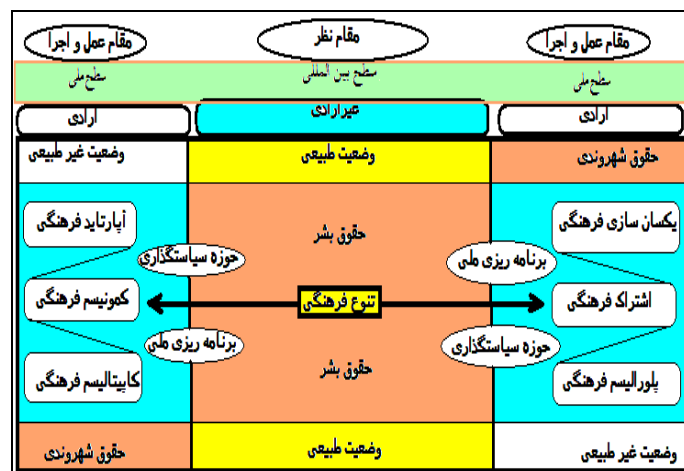 مقام عمل و اجرا
مقام نظر
مقام عمل و اجرا
سطح ملی
سطح بین المللی
سطح ملی
ارادی
غیرارادی
ارادی
حقوق شهروندی
وضعیت طبیعی
وضعیت غیر طبیعی
یکسان سازی فرهنگی
حقوق بشر
آپارتاید فرهنگی
برنامه ریزی ملی
حوزه سیاستگذاری
اشتراک فرهنگی
تنوع فرهنگی
کمونیسم فرهنگی
حوزه سیاستگذاری
برنامه ریزی ملی
پلورالیسم فرهنگی
حقوق بشر
کاپیتالیسم فرهنگی
وضعیت غیر طبیعی
وضعیت طبیعی
حقوق شهروندی